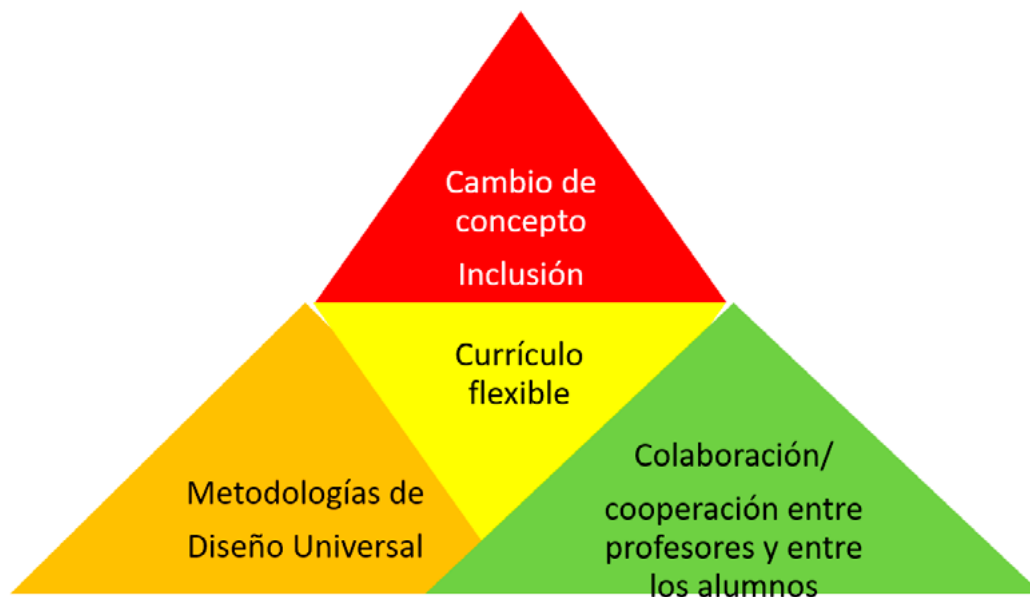 Cambio de
concepto
Inclusión
Currículo
flexible
Metodologías de
Diseño Universal
Colaboración/
cooperación entre
profesores y entre
los alumnos